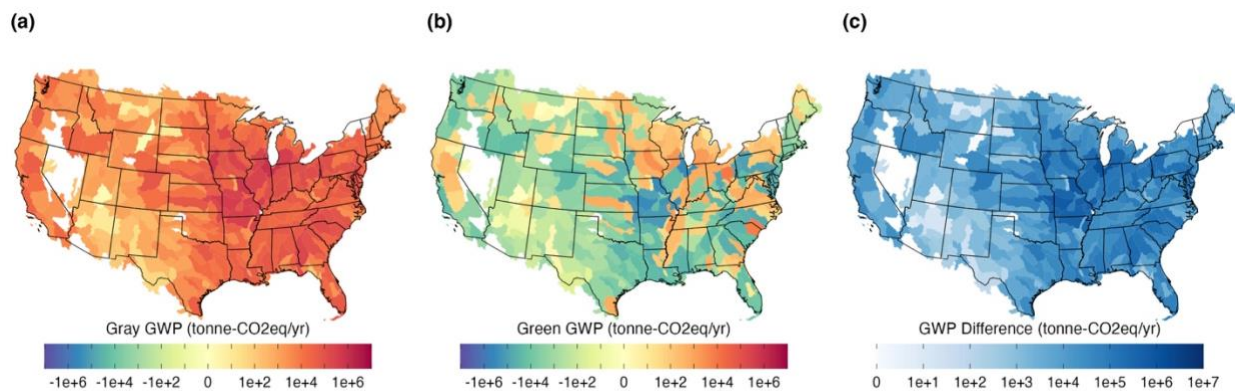 (a) (b) (c)
Gray GWP (tonne-CO2eq/yr) Green GWP (tonne-CO2eq/yr) GWP Difference (tonne-CO2eq/yr)
-1e+6 -1e+4 -1e+2 0 1e+2 1e+4 1e+6 -1e+6 -1e+4 -1e+2 0 1e+2 1e+4 1e+6 0 1e+1 1e+3 1e+4 1e+5 1e+6 1e+7